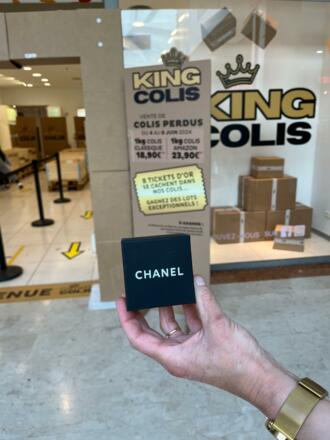 KING
COLIS
VENTE DE
COLIS PERDUS
DU 4 AU 8 JUIN 2024
1kg COLIS
CLASSIQUE
18,90€
1kg COLIS
AMAZON
23,90€
8 TICKETS D'OR
SE CACHENT DANS
NOS COLIS...
GAGNEZ DES LOTS
EXCEPTIONNELS !
KING
COLIS
CHANEL